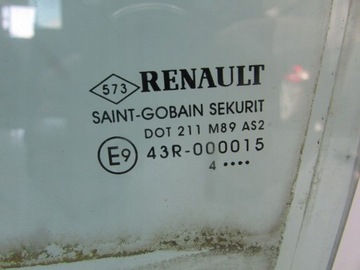 573 RENAULT
SAINT-GOBAIN SEKURIT
DOT 211 M89 AS2
E9 43R-000015
4 ••••